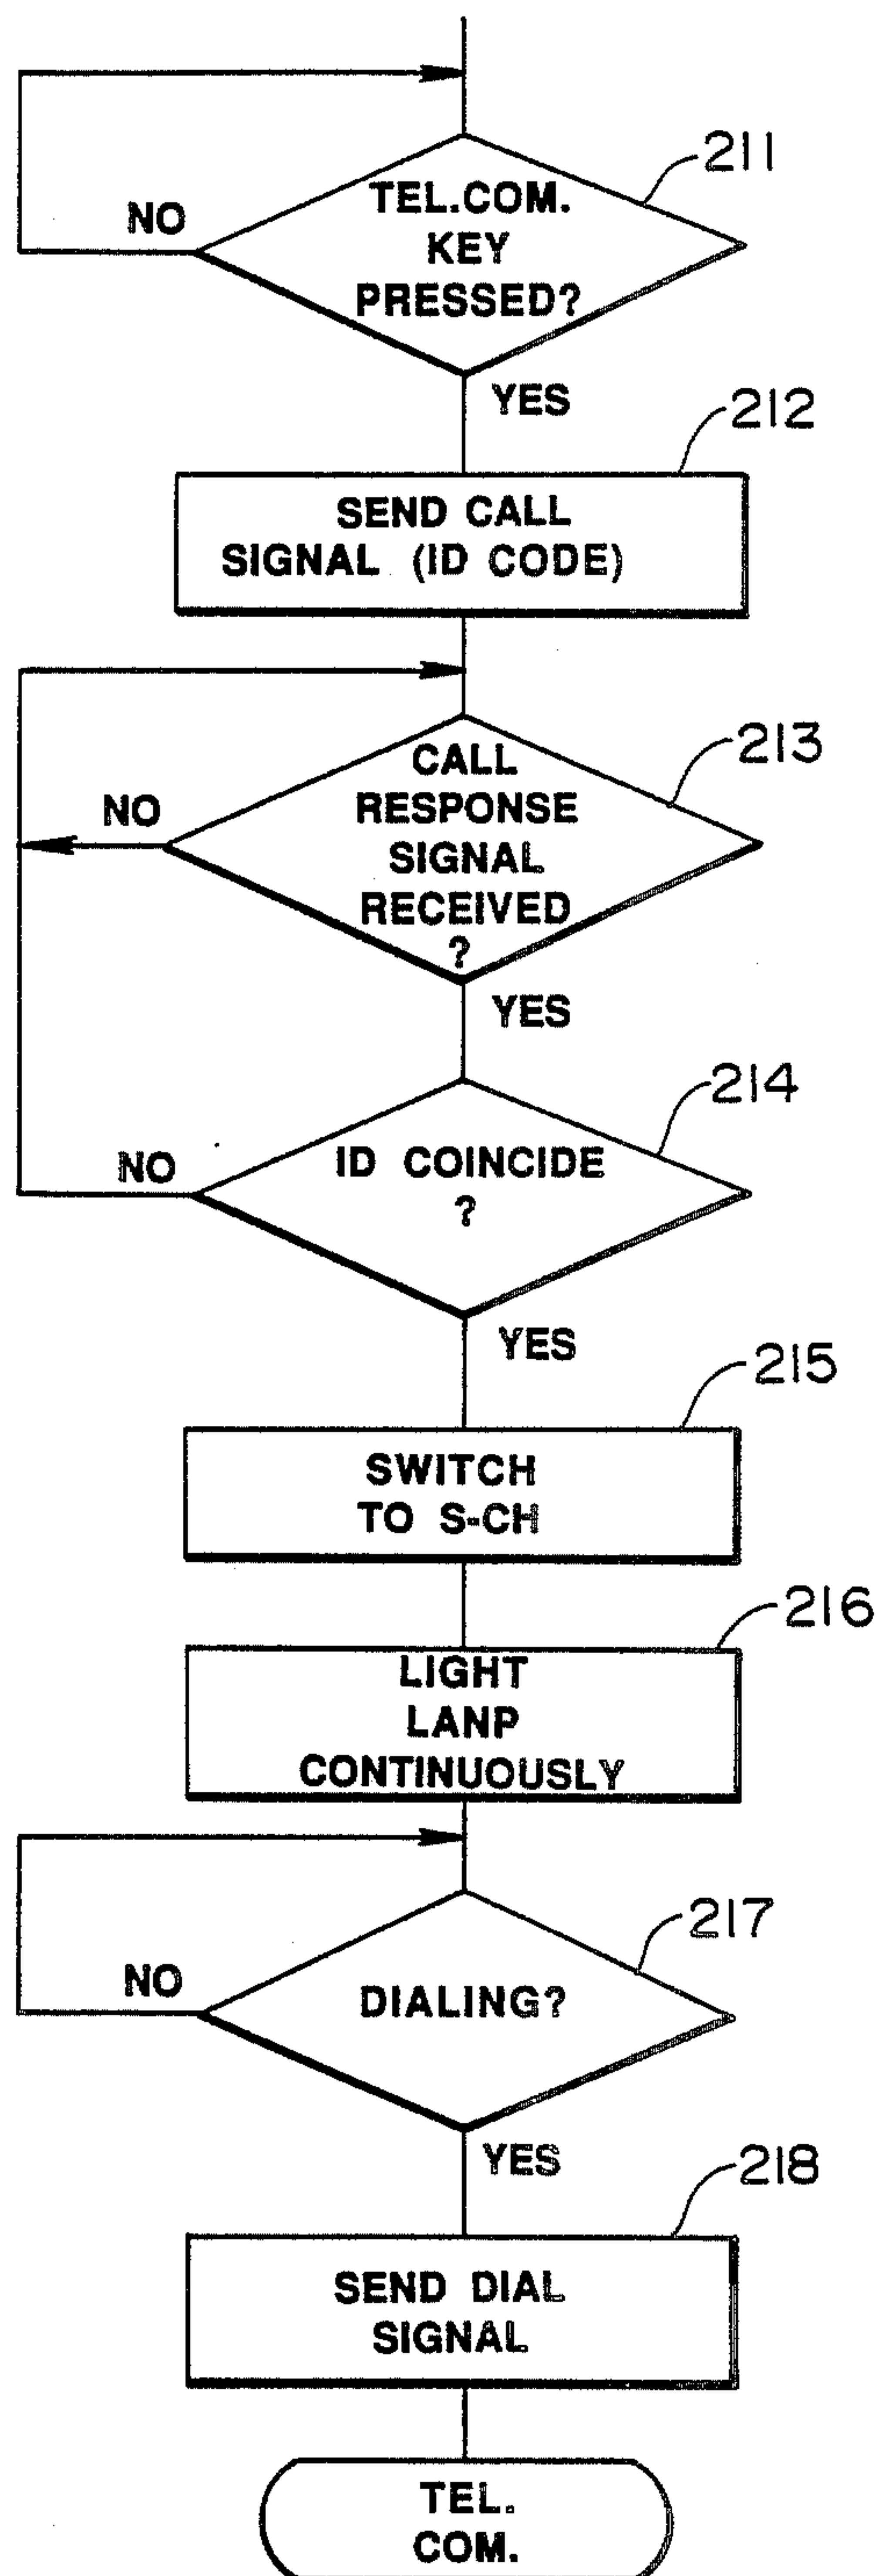 211
TEL.COM.
KEY
PRESSED?
NO
YES
212
SEND CALL
SIGNAL (ID CODE)
213
CALL
RESPONSE
SIGNAL
RECEIVED
?
NO
YES
214
ID COINCIDE
?
NO
YES
215
SWITCH
TO S-CH
216
LIGHT
LANP
CONTINUOUSLY
217
DIALING?
NO
YES
218
SEND DIAL
SIGNAL
TEL.
COM.